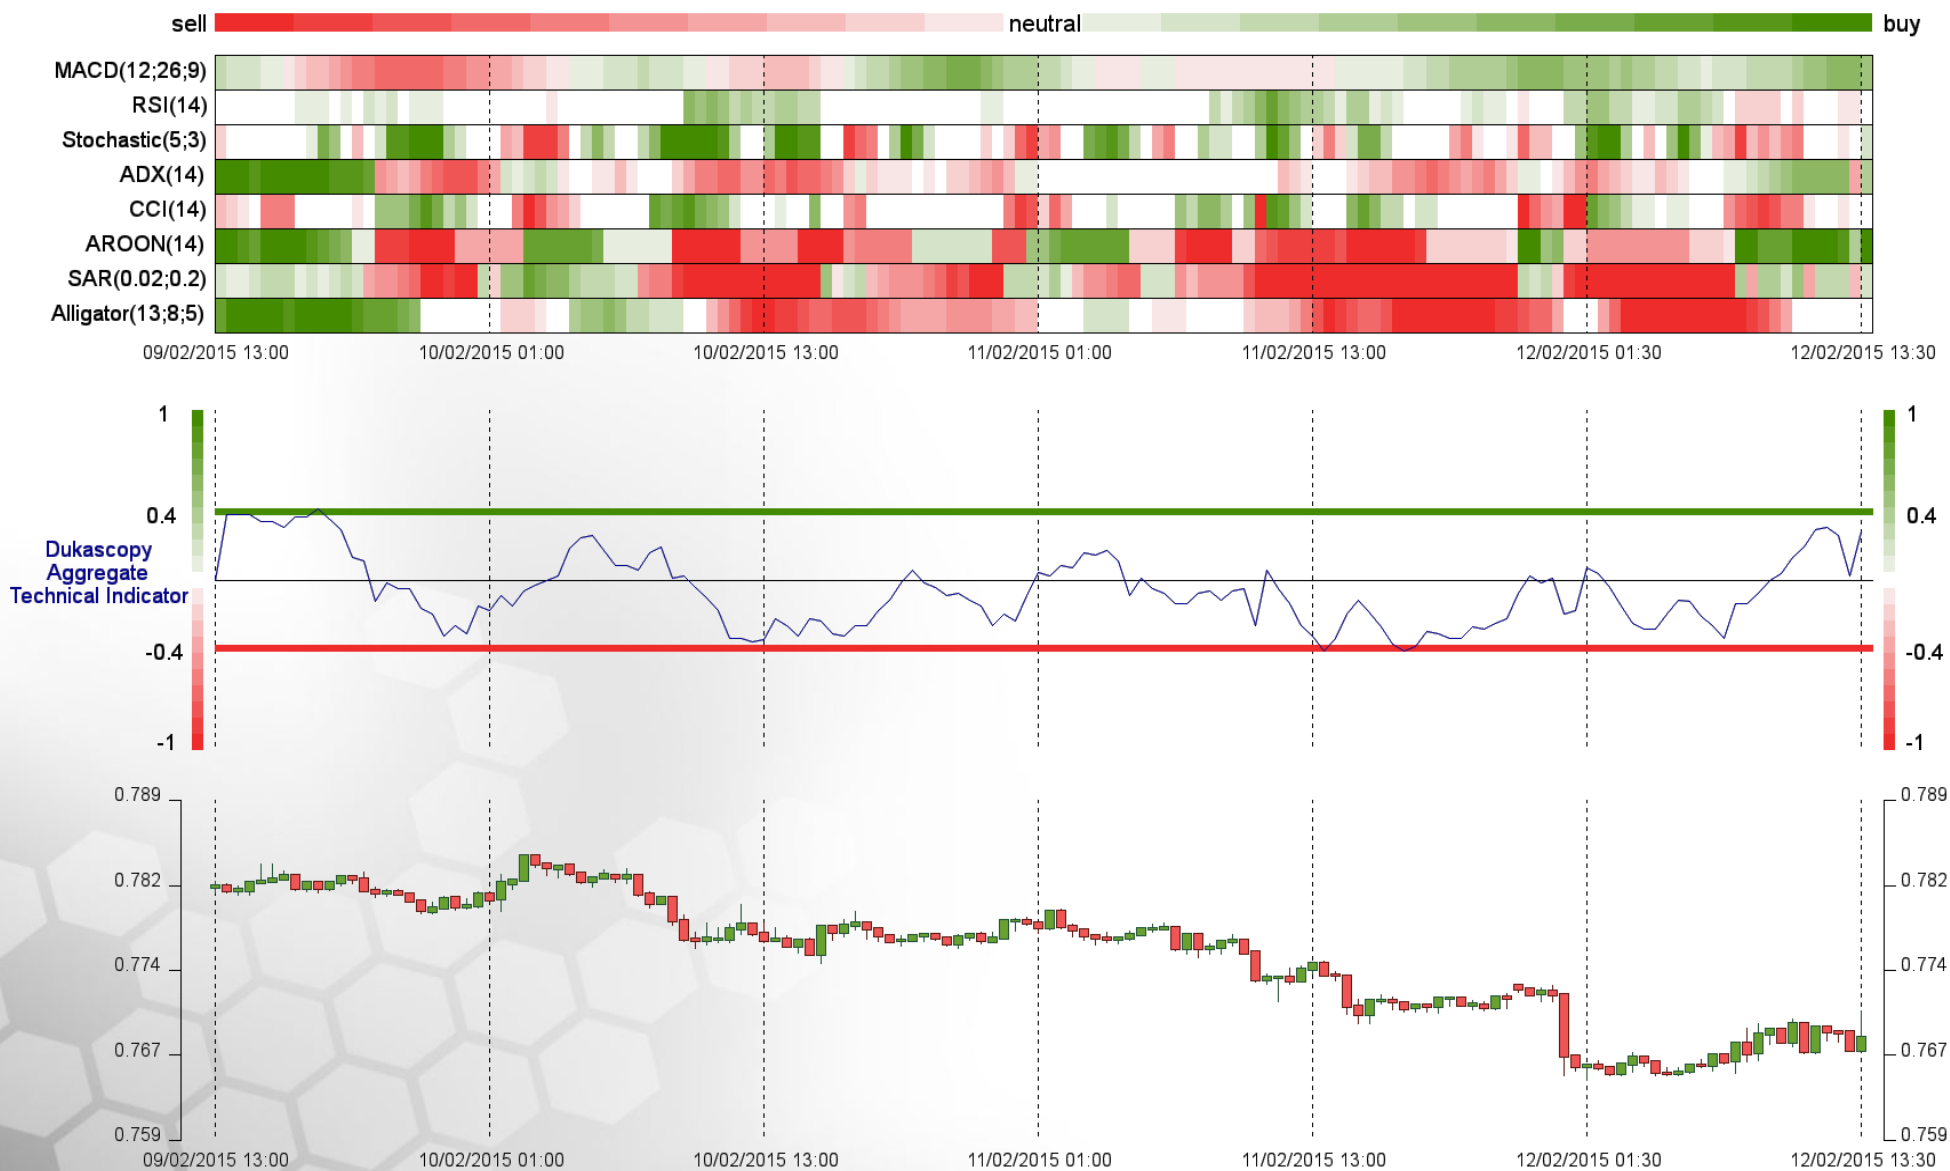 sell neutral buy
MACD(12;26;9)
RSI(14)
Stochastic(5;3)
ADX(14)
CCI(14)
AROON(14)
SAR(0.02;0.2)
Alligator(13;8;5)
09/02/2015 13:00 10/02/2015 01:00 10/02/2015 13:00 11/02/2015 01:00 11/02/2015 13:00 12/02/2015 01:30 12/02/2015 13:30
1 1
0.4 0.4
Dukascopy
Aggregate
Technical Indicator
-0.4 -0.4
-1 -1
0.789 0.789
0.782 0.782
0.774 0.774
0.767 0.767
0.759 0.759
09/02/2015 13:00 10/02/2015 01:00 10/02/2015 13:00 11/02/2015 01:00 11/02/2015 13:00 12/02/2015 01:30 12/02/2015 13:30